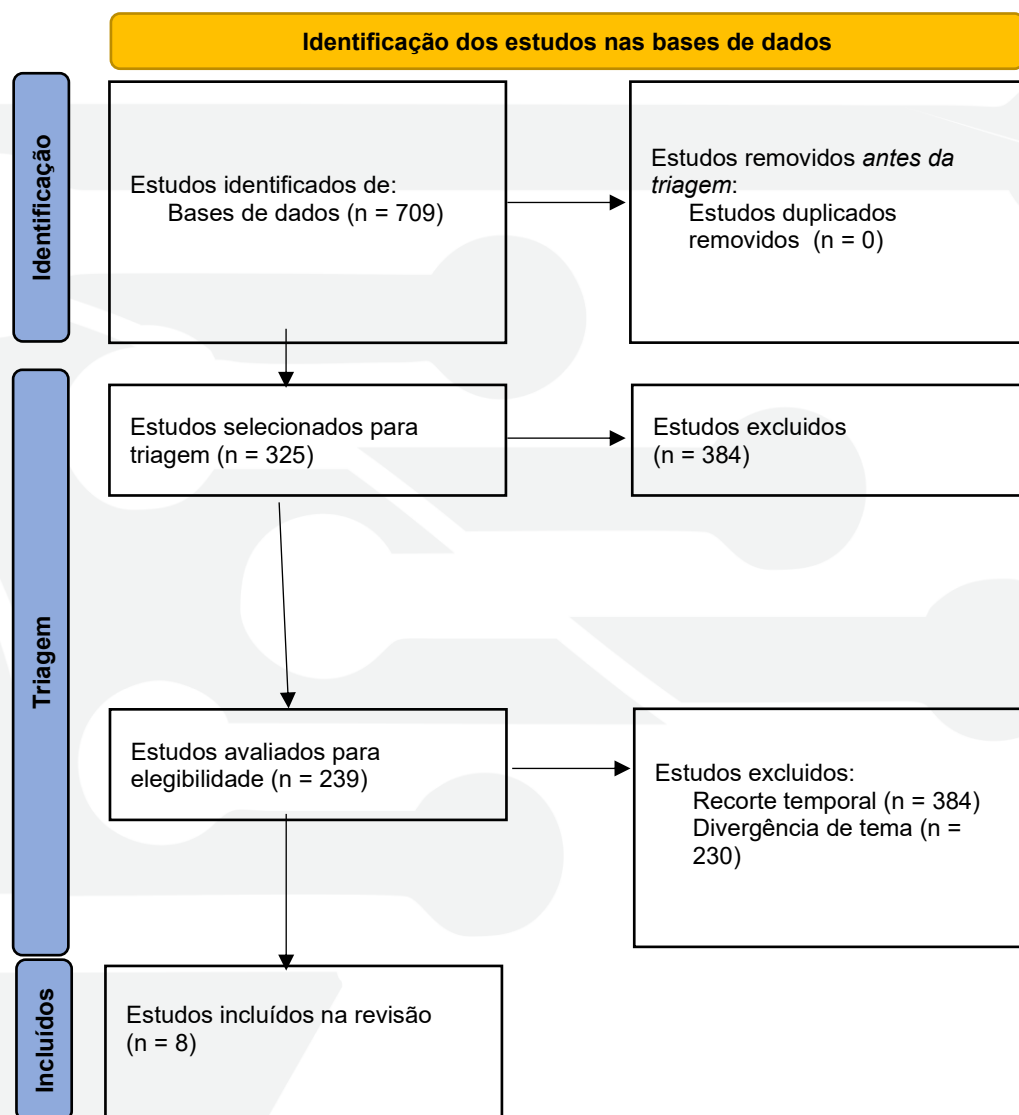 Identificação dos estudos nas bases de dados
Identificação
Estudos identificados de:
Bases de dados (n = 709)
Estudos removidos antes da
triagem:
Estudos duplicados
removidos (n = 0)
Triagem
Estudos selecionados para
triagem (n = 325)
Estudos excluidos
(n = 384)
Estudos avaliados para
elegibilidade (n = 239)
Estudos excluidos:
Recorte temporal (n = 384)
Divergência de tema (n =
230)
Incluídos
Estudos incluídos na revisão
(n = 8)